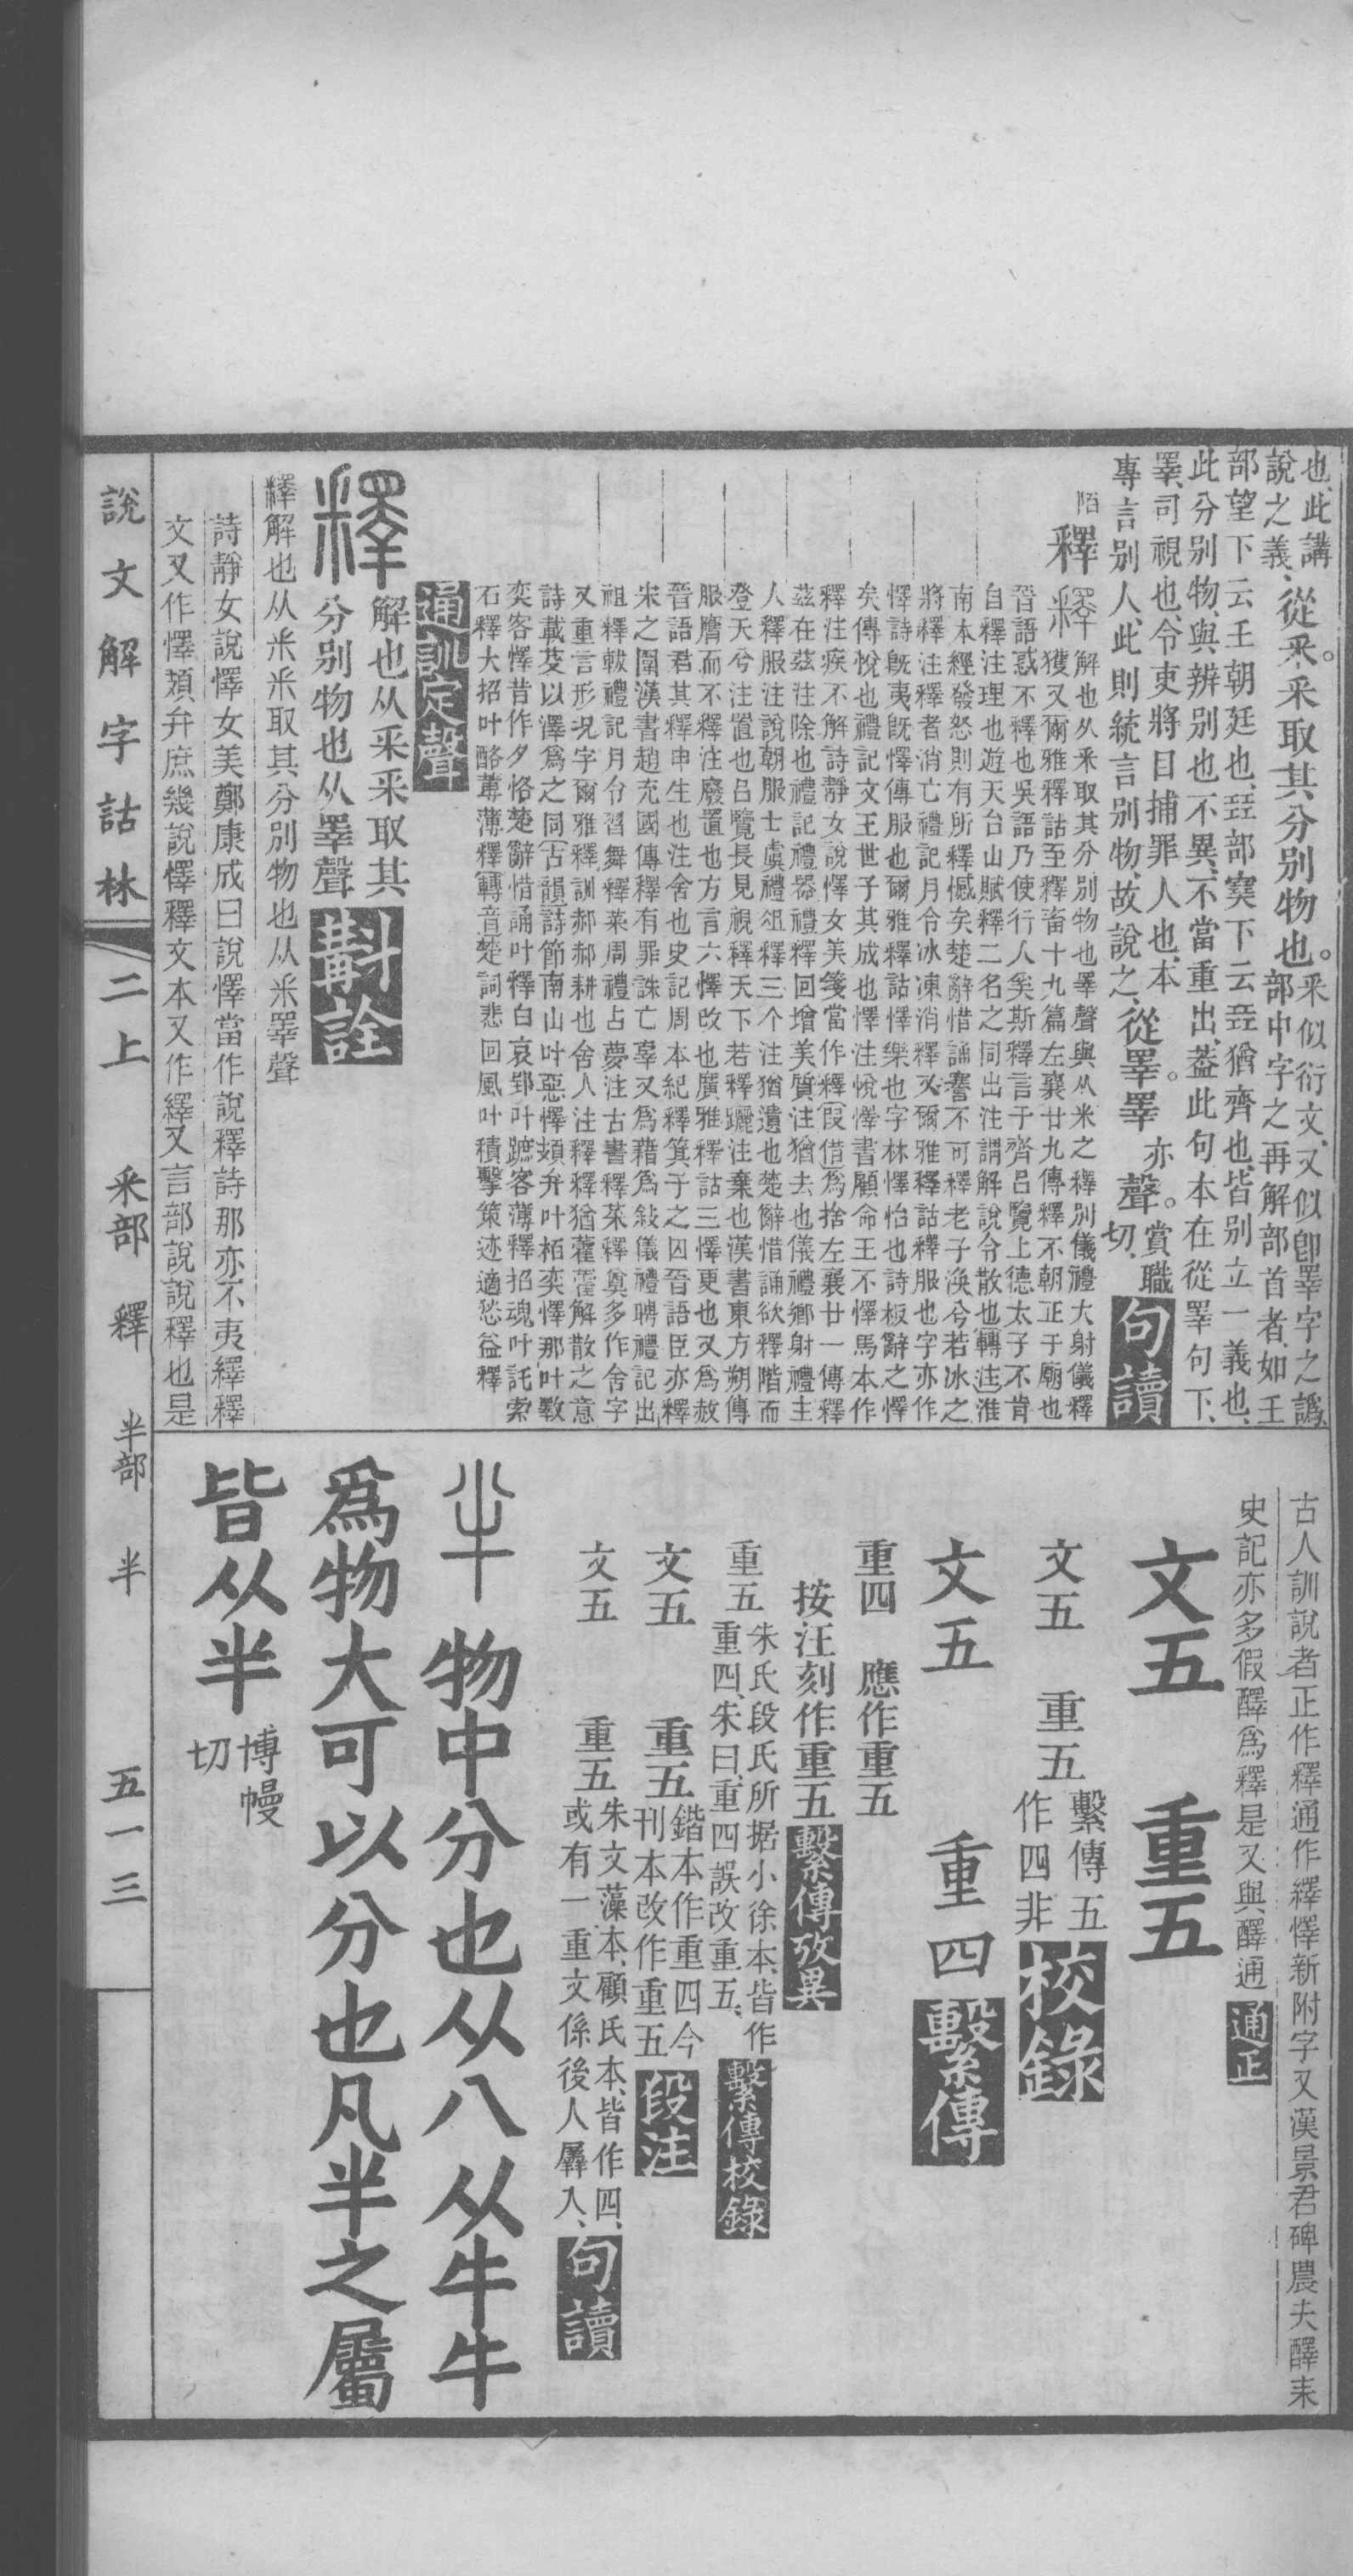 也、此講
說之義、從釆。釆取其分別物也。釆似衍文、又似卽睪字之譌、
部中字之再解部首者、如王
部望下云王朝廷也、㠭部窫下云㠭猶齊也、皆別立一義也、
此分別物、與辨別也不異、不當重出、葢此句本在從睪句下、
睪、司視也、令吏將目捕罪人也、本
專言別人、此則統言別物、故說之、從睪。睪亦聲。賞職
切、句讀
陌
釋 解也从釆取其分別物也睪聲與从米之釋別儀禮大射儀釋
獲又爾雅釋詁至釋畜十九篇左襄廿九傳釋不朝正于廟也
晉語惑不釋也吳語乃使行人奚斯釋言于齊呂覽上德太子不肯
自釋注理也遊天台山賦釋二名之同出注謂解說令散也轉注淮
南本經發怒則有所釋憾矣楚辭惜誦謇不可釋老子渙兮若冰之
將釋注釋者消亡禮記月令冰凍消釋又爾雅釋詁釋服也字亦作
懌詩旣夷旣懌傳服也爾雅釋詁懌樂也字林懌怡也詩板辭之懌
矣傳悅也禮記文王世子其成也懌注悅懌書顧命王不懌馬本作
釋注疾不解詩靜女說懌女美箋當作釋叚借爲捨左襄廿一傳釋
茲在茲注除也禮記禮器禮釋回增美質注猶去也儀禮鄉射禮主
人釋服注說朝服士虞禮俎釋三个注猶遺也楚辭惜誦欲釋階而
登天兮注置也呂覽長見視釋天下若釋躧注棄也漢書東方朔傳
服膺而不釋注廢置也方言六懌改也廣雅釋詁三懌更也又爲赦
晉語君其釋申生也注舍也史記周本紀釋箕子之囚晉語臣亦釋
宋之圍漢書趙充國傳釋有罪誅亡辜又爲藉爲敍儀禮聘禮記出
祖釋軷禮記月令習舞釋菜周禮占夢注古書釋菜釋奠多作舍字
又重言形況字爾雅釋訓郝郝耕也舍人注釋釋猶藿藿解散之意
詩載芟以澤爲之同古韻詩節南山叶惡懌頍弁叶柏奕懌那叶斁
奕客懌昔作夕恪楚辭惜誦叶釋白哀郢叶蹠客薄釋招魂叶託索
石釋大招叶酪蓴薄釋轉音楚詞悲回風叶積擊策迹適愁益釋
通訓定聲
釋 解也从釆釆取其
分別物也从睪聲 斠詮
釋解也从釆釆取其分別物也从釆睪聲
詩靜女說懌女美鄭康成曰說懌當作說釋詩那亦不夷繹釋
文又作懌頍弁庶幾說懌釋文本又作繹又言部說說釋也是
古人訓說者正作釋通作繹懌新附字又漢景君碑農夫醳耒
史記亦多假醳爲釋是又與醳通 通正
文五 重五
文五 重五 繫傳五
作四非 校錄
文五 重四 繫傳
重四 應作重五
按汪刻作重五 繫傳攷異
重五 朱氏段氏所据小徐本、皆作
重四、朱曰、重四誤改重五、 繫傳校錄
文五 重五 鍇本作重四今
刊本改作重五 段注
文五 重五 朱文藻本、顧氏本、皆作四、
或有一重文係後人羼入、 句讀
半 物中分也从八从牛牛
爲物大可以分也凡半之屬
皆从半 博幔
切
說文解字詁林 二上 釆部 釋 半部 半 五一三